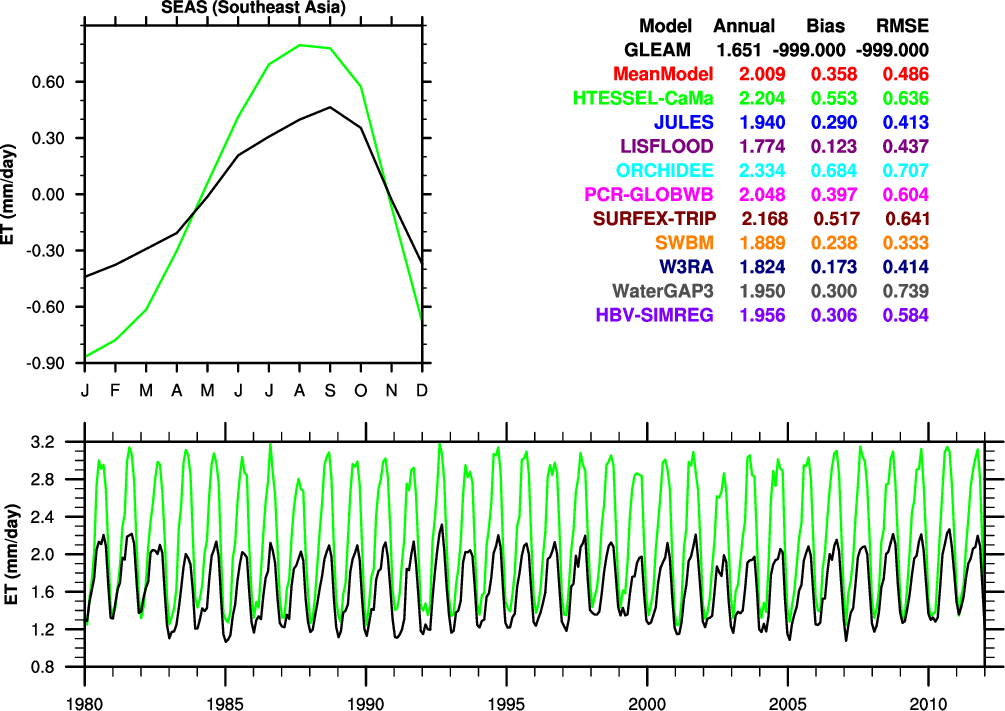 SEAS (Southeast Asia)
ET (mm/day)
0.60
0.30
0.00
-0.30
-0.60
-0.90
J F M A M J J A S O N D
Model Annual Bias RMSE
GLEAM 1.651 -999.000 -999.000
MeanModel 2.009 0.358 0.486
HTESSEL-CaMa 2.204 0.553 0.636
JULES 1.940 0.290 0.413
LISFLOOD 1.774 0.123 0.437
ORCHIDEE 2.334 0.684 0.707
PCR-GLOBWB 2.048 0.397 0.604
SURFEX-TRIP 2.168 0.517 0.641
SWBM 1.889 0.238 0.333
W3RA 1.824 0.173 0.414
WaterGAP3 1.950 0.300 0.739
HBV-SIMREG 1.956 0.306 0.584
ET (mm/day)
3.2
2.8
2.4
2.0
1.6
1.2
0.8
1980 1985 1990 1995 2000 2005 2010